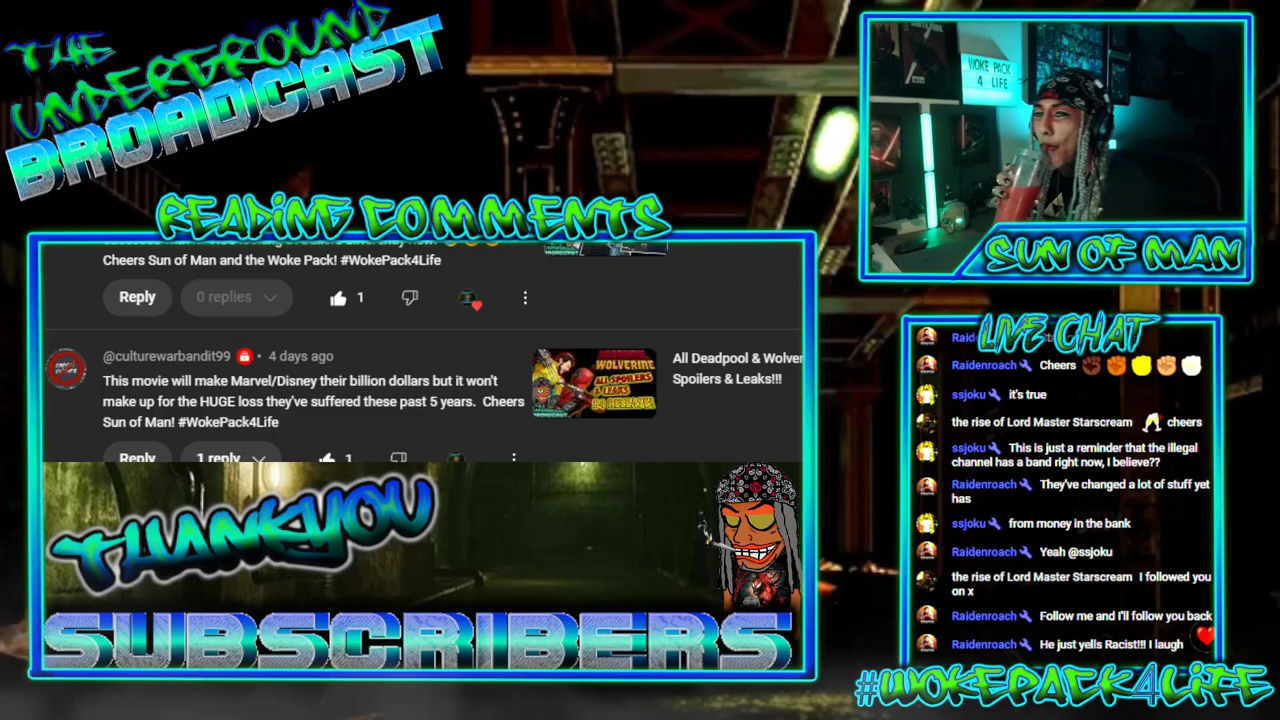 THE
UNDERGROUND
BROADCAST
READING COMMENTS
Cheers Sun of Man and the Woke Pack! #WokePack4Life
Reply
0 replies
1
@culturewarbandit99 • 4 days ago
This movie will make Marvel/Disney their billion dollars but it won't
make up for the HUGE loss they've suffered these past 5 years. Cheers
Sun of Man! #WokePack4Life
Reply
1 reply
1
WOLVERINE
ALL SPOILERS
& LEAKS
All Deadpool & Wolver
Spoilers & Leaks!!!
THANKYOU
SUBSCRIBERS
WOKE PACK
4 LIFE
SUN OF MAN
LIVE CHAT
Raidenroach Cheers
ssjoku it's true
the rise of Lord Master Starscream cheers
ssjoku This is just a reminder that the illegal
channel has a band right now, I believe??
Raidenroach They've changed a lot of stuff yet
has
ssjoku from money in the bank
Raidenroach Yeah @ssjoku
the rise of Lord Master Starscream I followed you
on x
Raidenroach Follow me and I'll follow you back
Raidenroach He just yells Racist!!! I laugh
#WOKEPACK4LIFE